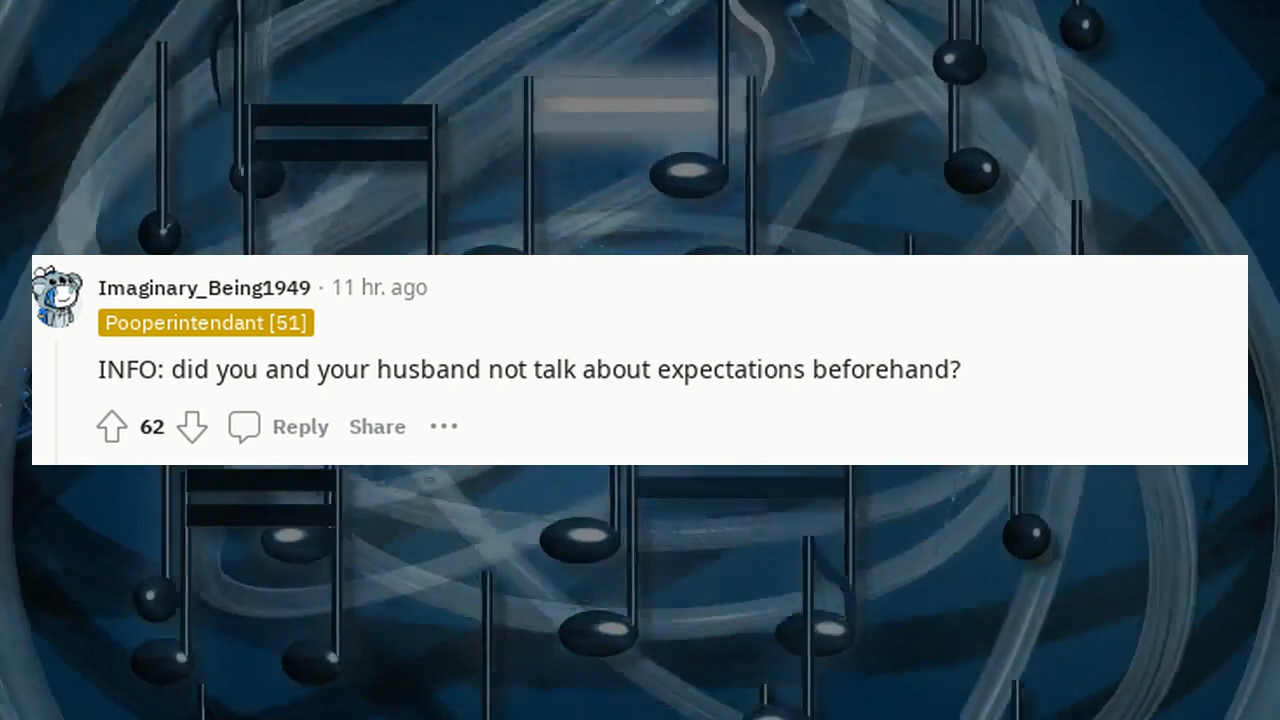 Imaginary_Being1949 · 11 hr. ago
Pooperintendant [51]
INFO: did you and your husband not talk about expectations beforehand?
62 Reply Share ···